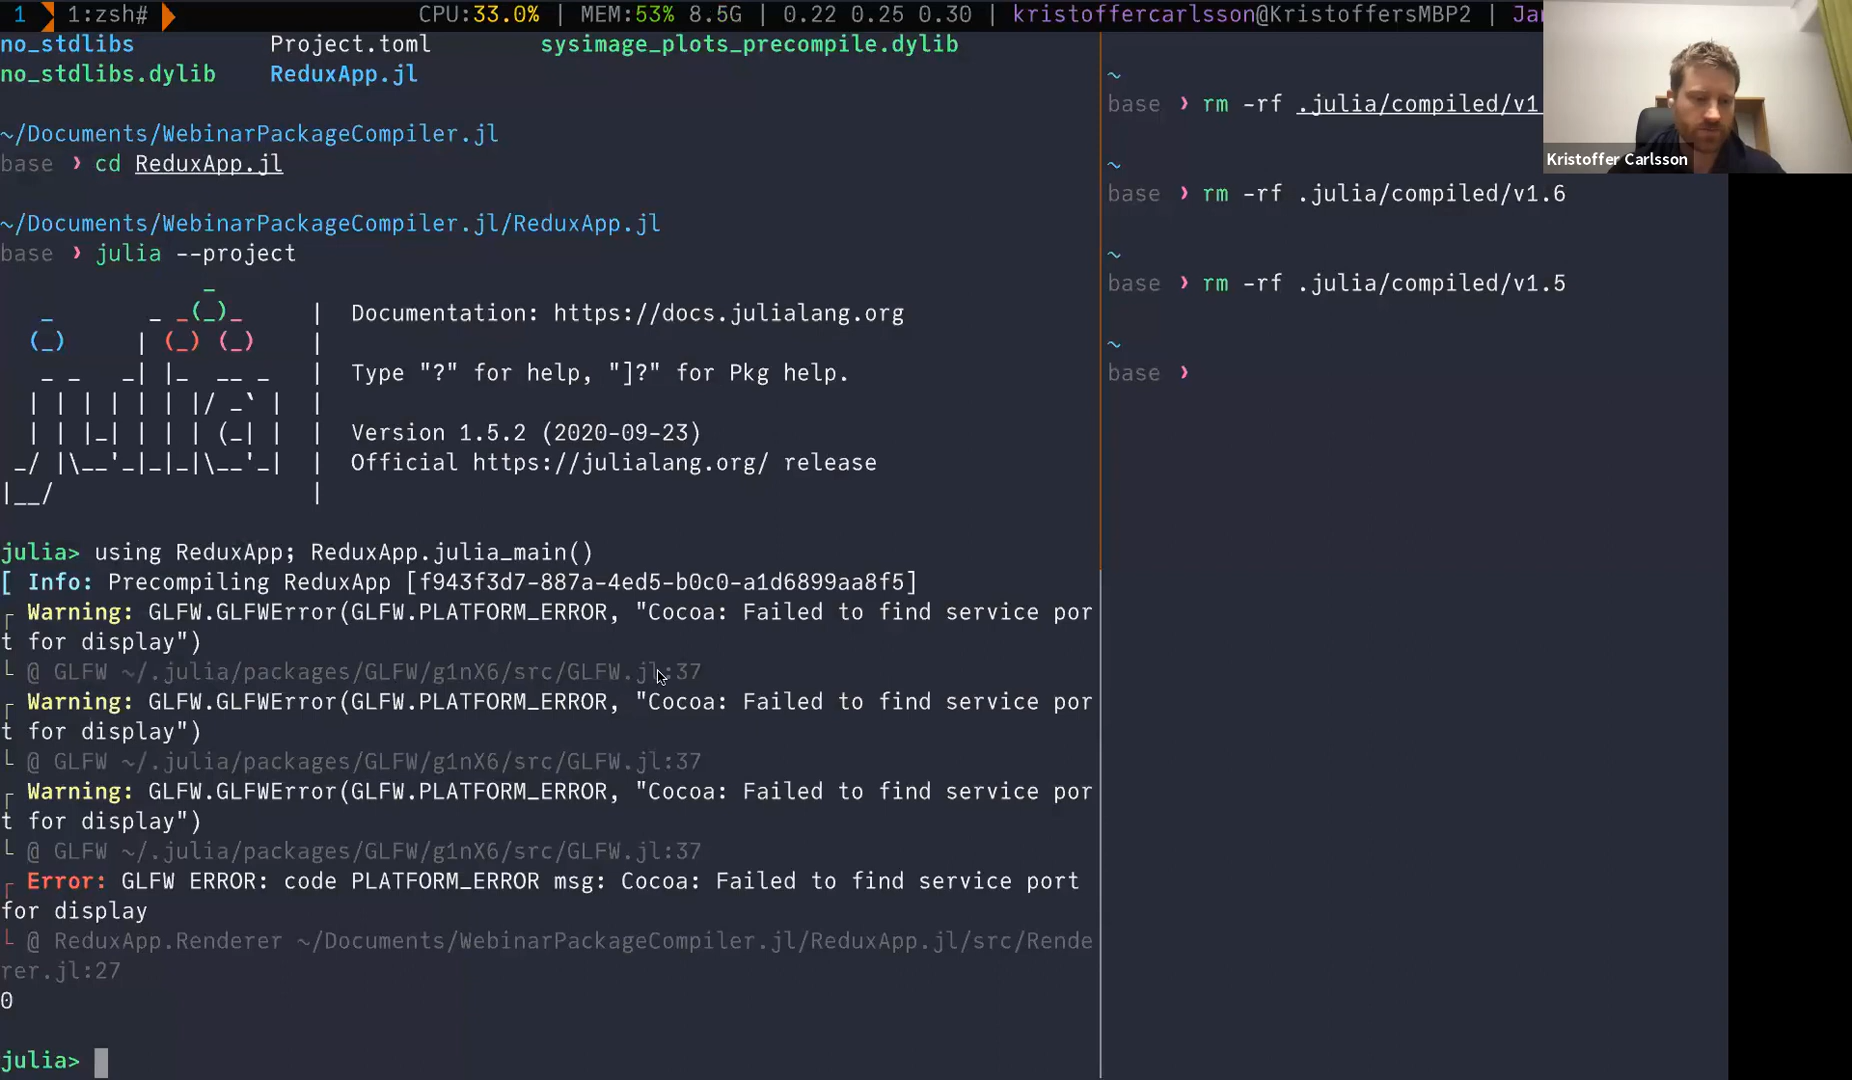 1 1:zsh# CPU:33.0% | MEM:53% 8.5G | 0.22 0.25 0.30 | kristoffercarlsson@KristoffersMBP2 | Ja
no_stdlibs Project.toml sysimage_plots_precompile.dylib
no_stdlibs.dylib ReduxApp.jl
~/Documents/WebinarPackageCompiler.jl
base ❯ cd ReduxApp.jl
~/Documents/WebinarPackageCompiler.jl/ReduxApp.jl
base ❯ julia --project
| Documentation: https://docs.julialang.org
| Type "?" for help, "]?" for Pkg help.
| Version 1.5.2 (2020-09-23)
| Official https://julialang.org/ release
julia> using ReduxApp; ReduxApp.julia_main()
[ Info: Precompiling ReduxApp [f943f3d7-887a-4ed5-b0c0-a1d6899aa8f5]
┌ Warning: GLFW.GLFWError(GLFW.PLATFORM_ERROR, "Cocoa: Failed to find service por
t for display")
└ @ GLFW ~/.julia/packages/GLFW/g1nX6/src/GLFW.jl:37
┌ Warning: GLFW.GLFWError(GLFW.PLATFORM_ERROR, "Cocoa: Failed to find service por
t for display")
└ @ GLFW ~/.julia/packages/GLFW/g1nX6/src/GLFW.jl:37
┌ Warning: GLFW.GLFWError(GLFW.PLATFORM_ERROR, "Cocoa: Failed to find service por
t for display")
└ @ GLFW ~/.julia/packages/GLFW/g1nX6/src/GLFW.jl:37
┌ Error: GLFW ERROR: code PLATFORM_ERROR msg: Cocoa: Failed to find service port
for display
└ @ ReduxApp.Renderer ~/Documents/WebinarPackageCompiler.jl/ReduxApp.jl/src/Rende
rer.jl:27
0
julia>
~
base ❯ rm -rf .julia/compiled/v1
~
base ❯ rm -rf .julia/compiled/v1.6
~
base ❯ rm -rf .julia/compiled/v1.5
~
base ❯
Kristoffer Carlsson